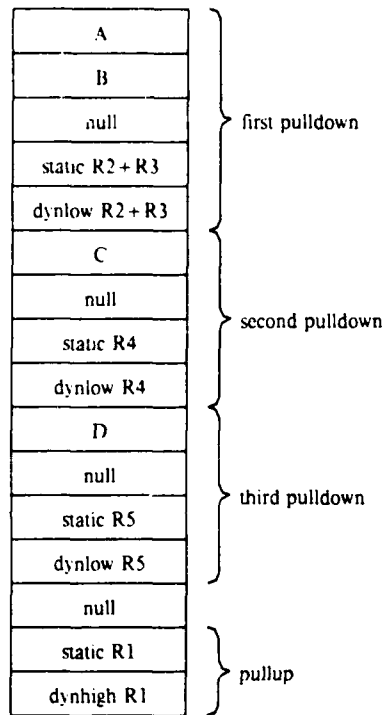 A
B
null
static R2 + R3
dynlow R2 + R3
first pulldown
C
null
static R4
dynlow R4
second pulldown
D
null
static R5
dynlow R5
third pulldown
null
static R1
dynhigh R1
pullup